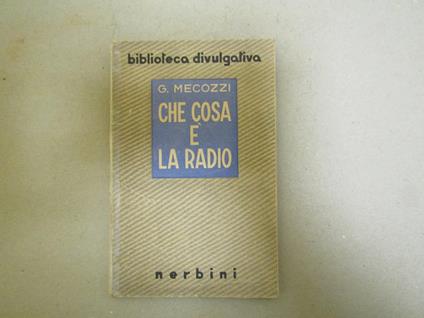 biblioteca divulgativa
G. MECOZZI
CHE COSA
È
LA RADIO
nerbini